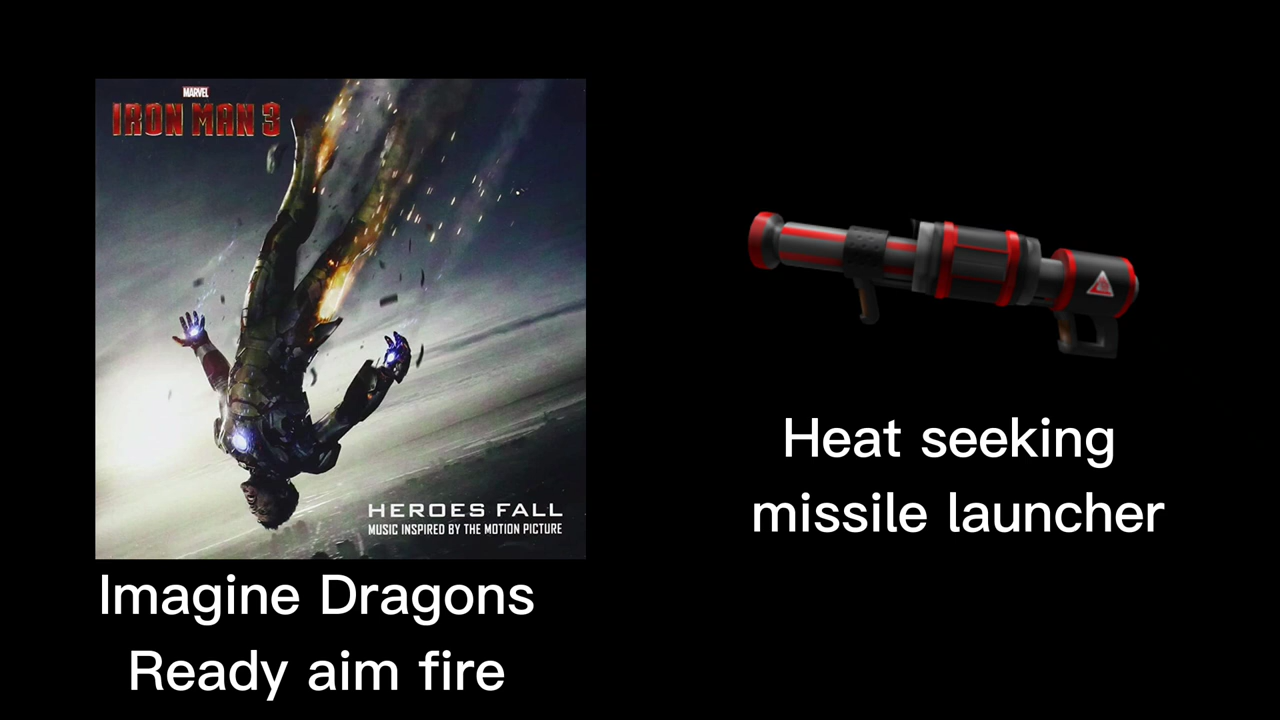 MARVEL
IRON MAN 3
HEROES FALL
MUSIC INSPIRED BY THE MOTION PICTURE
Imagine Dragons
Ready aim fire
Heat seeking
missile launcher